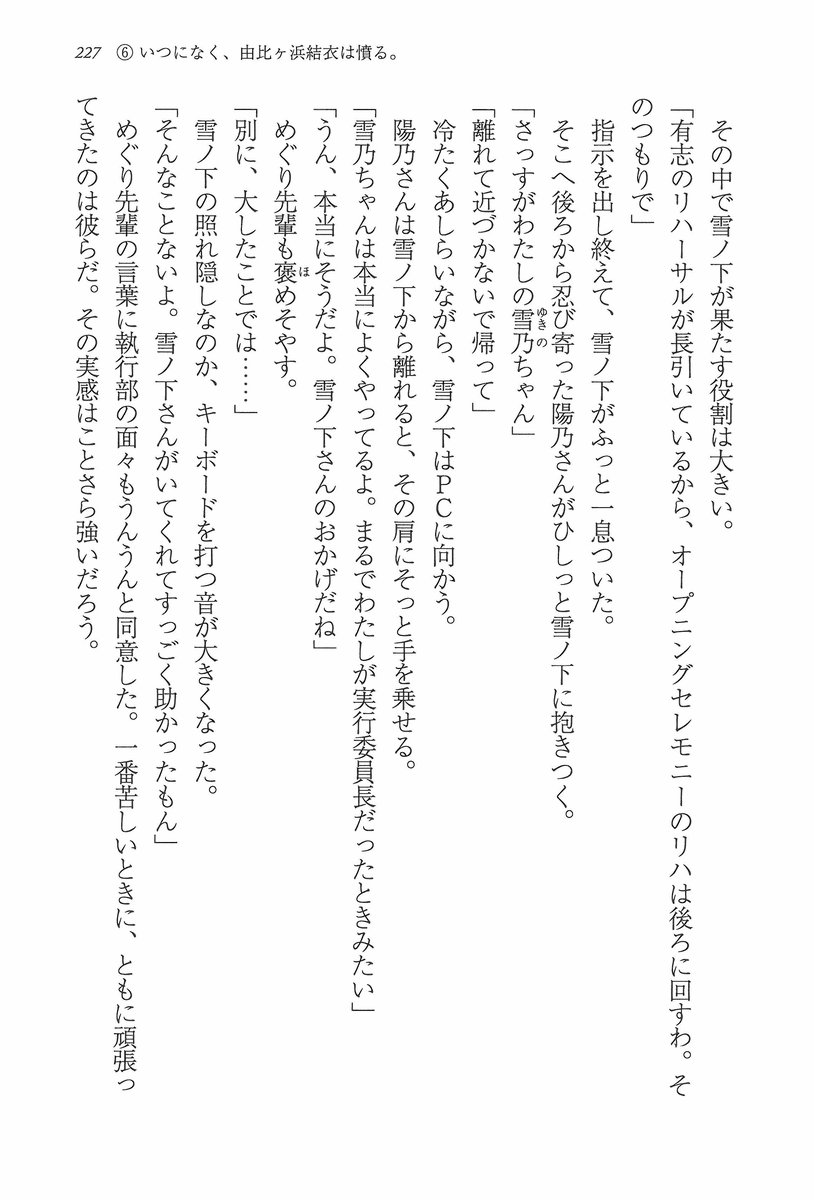 227 ⑥ いつになく、由比ヶ浜結衣は憤る。
その中で雪ノ下が果たす役割は大きい。
「有志のリハーサルが長引いているから、オープニングセレモニーのリハは後ろに回すわ。そ
のつもりで」
指示を出し終えて、雪ノ下がふっと一息ついた。
そこへ後ろから忍び寄った陽乃さんがひしっと雪ノ下に抱きつく。
「さっすがわたしの雪乃ゆきのちゃん」
「離れて近づかないで帰って」
冷たくあしらいながら、雪ノ下はＰＣに向かう。
陽乃さんは雪ノ下から離れると、その肩にそっと手を乗せる。
「雪乃ちゃんは本当によくやってるよ。まるでわたしが実行委員長だったときみたい」
「うん、本当にそうだよ。雪ノ下さんのおかげだね」
めぐり先輩も褒ほめそやす。
「別に、大したことでは……」
雪ノ下の照れ隠しなのか、キーボードを打つ音が大きくなった。
「そんなことないよ。雪ノ下さんがいてくれてすっごく助かったもん」
めぐり先輩の言葉に執行部の面々もうんうんと同意した。一番苦しいときに、ともに頑張っ
てきたのは彼らだ。その実感はことさら強いだろう。